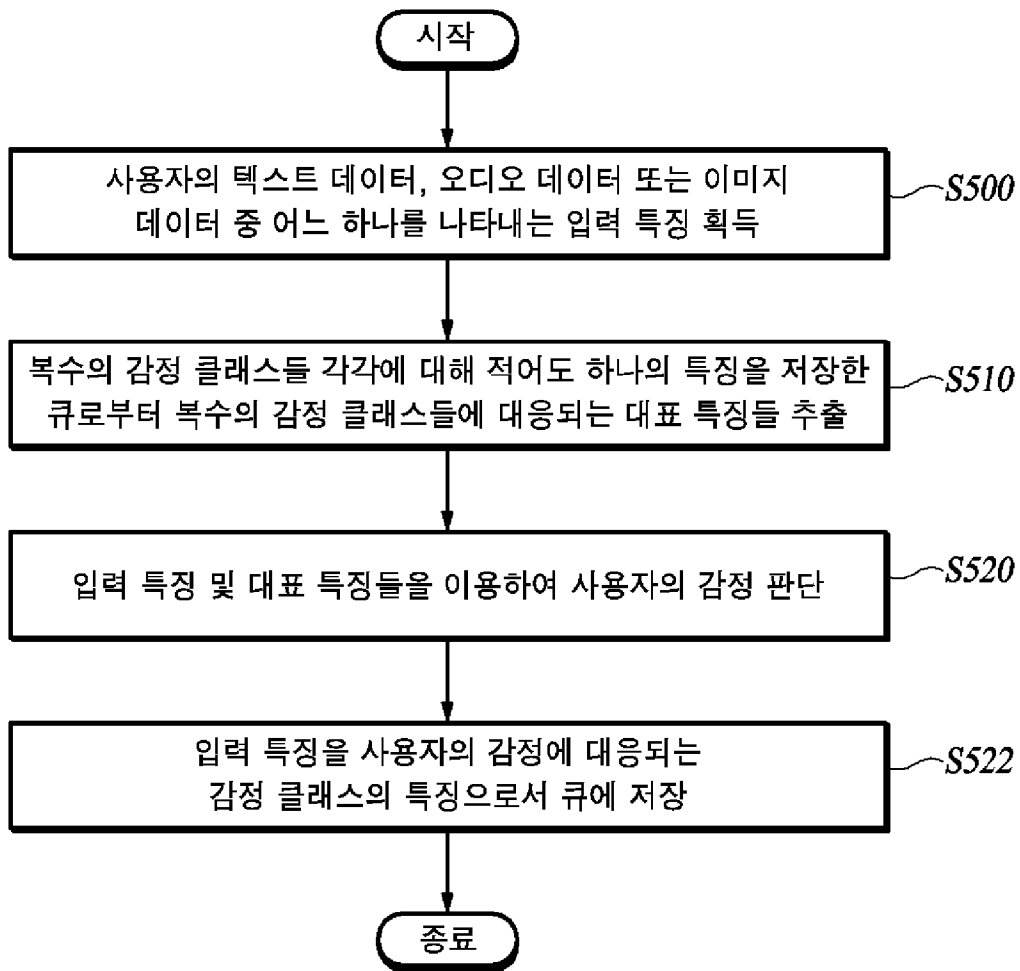 시작
사용자의 텍스트 데이터, 오디오 데이터 또는 이미지
데이터 중 어느 하나를 나타내는 입력 특징 획득
S500
복수의 감정 클래스들 각각에 대해 적어도 하나의 특징을 저장한
큐로부터 복수의 감정 클래스들에 대응되는 대표 특징들 추출
S510
입력 특징 및 대표 특징들을 이용하여 사용자의 감정 판단
S520
입력 특징을 사용자의 감정에 대응되는
감정 클래스의 특징으로서 큐에 저장
S522
종료